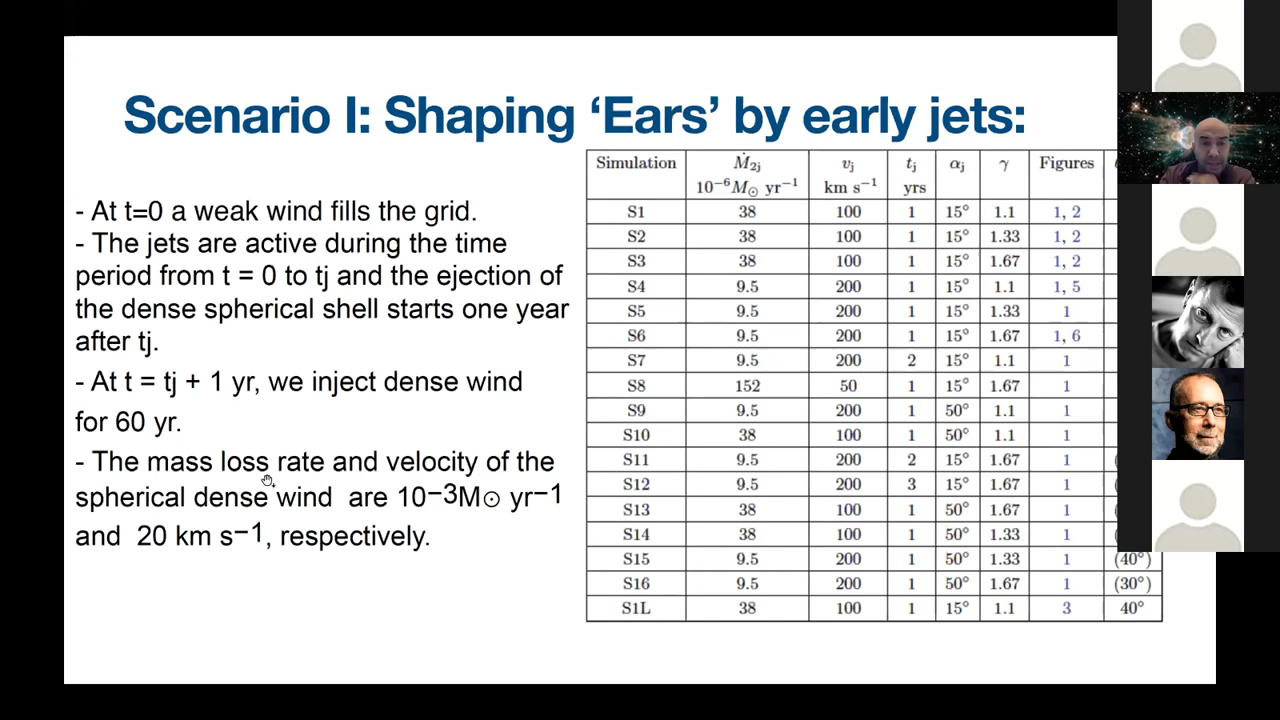 Scenario I: Shaping ‘Ears’ by early jets:
- At t=0 a weak wind fills the grid.
- The jets are active during the time
period from t = 0 to tj and the ejection of
the dense spherical shell starts one year
after tj.
- At t = tj + 1 yr, we inject dense wind
for 60 yr.
- The mass loss rate and velocity of the
spherical dense wind are 10−3M⊙ yr−1
and 20 km s−1, respectively.
Simulation Ṁ2j vj tj αj γ Figures
10−6M⊙ yr−1 km s−1 yrs
S1 38 100 1 15° 1.1 1, 2
S2 38 100 1 15° 1.33 1, 2
S3 38 100 1 15° 1.67 1, 2
S4 9.5 200 1 15° 1.1 1, 5
S5 9.5 200 1 15° 1.33 1
S6 9.5 200 1 15° 1.67 1, 6
S7 9.5 200 2 15° 1.1 1
S8 152 50 1 15° 1.67 1
S9 9.5 200 1 50° 1.1 1
S10 38 100 1 50° 1.1 1
S11 9.5 200 2 15° 1.67 1
S12 9.5 200 3 15° 1.67 1
S13 38 100 1 50° 1.67 1
S14 38 100 1 50° 1.33 1
S15 9.5 200 1 50° 1.33 1 (40°)
S16 9.5 200 1 50° 1.67 1 (30°)
S1L 38 100 1 15° 1.1 3 40°